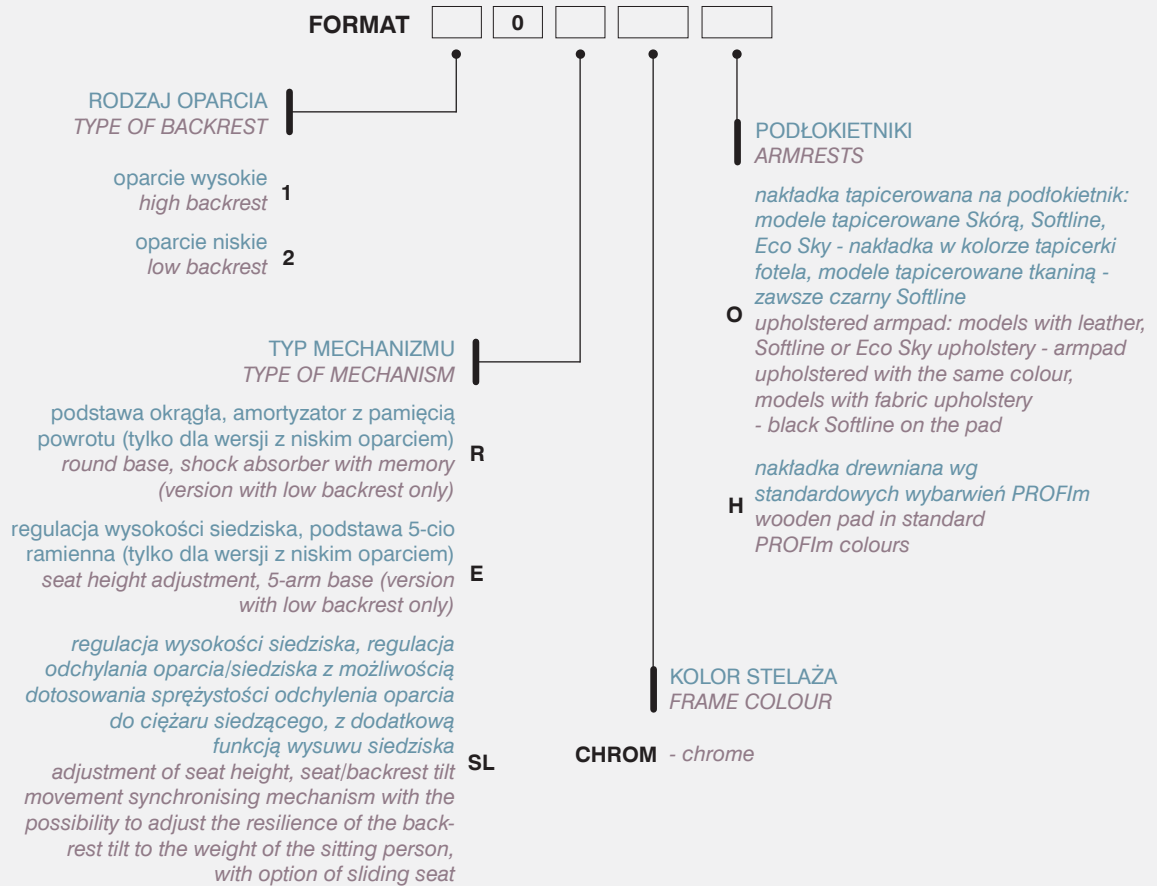 FORMAT 0
RODZAJ OPARCIA
TYPE OF BACKREST
oparcie wysokie
high backrest
1
oparcie niskie
low backrest
2
TYP MECHANIZMU
TYPE OF MECHANISM
podstawa okrągła, amortyzator z pamięcią
powrotu (tylko dla wersji z niskim oparciem)
round base, shock absorber with memory
(version with low backrest only)
R
regulacja wysokości siedziska, podstawa 5-cio
ramienna (tylko dla wersji z niskim oparciem)
seat height adjustment, 5-arm base (version
with low backrest only)
E
regulacja wysokości siedziska, regulacja
odchylania oparcia/siedziska z możliwością
dotosowania sprężystości odchylenia oparcia
do ciężaru siedzącego, z dodatkową
funkcją wysuwu siedziska
adjustment of seat height, seat/backrest tilt
movement synchronising mechanism with the
possibility to adjust the resilience of the back-
rest tilt to the weight of the sitting person,
with option of sliding seat
SL
KOLOR STELAŻA
FRAME COLOUR
CHROM - chrome
PODŁOKIETNIKI
ARMRESTS
nakładka tapicerowana na podłokietnik:
modele tapicerowane Skórą, Softline,
Eco Sky - nakładka w kolorze tapicerki
fotela, modele tapicerowane tkaniną -
zawsze czarny Softline
O
upholstered armpad: models with leather,
Softline or Eco Sky upholstery - armpad
upholstered with the same colour,
models with fabric upholstery
- black Softline on the pad
nakładka drewniana wg
standardowych wybarwień PROFIm
H
wooden pad in standard
PROFIm colours